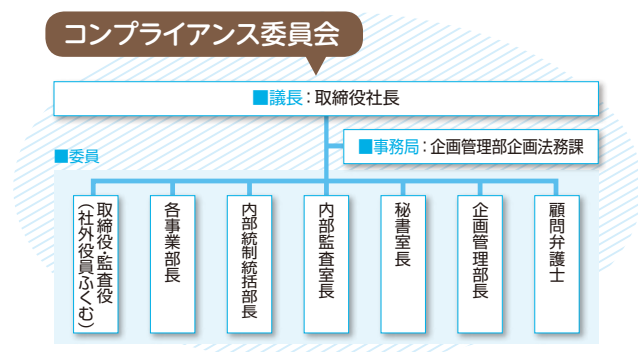 コンプライアンス委員会
■議長:取締役社長
■事務局:企画管理部企画法務課
■委員
取締役・監査役
(社外役員ふくむ)
各事業部長
内部統制統括部長
内部監査室長
秘書室長
企画管理部長
顧問弁護士